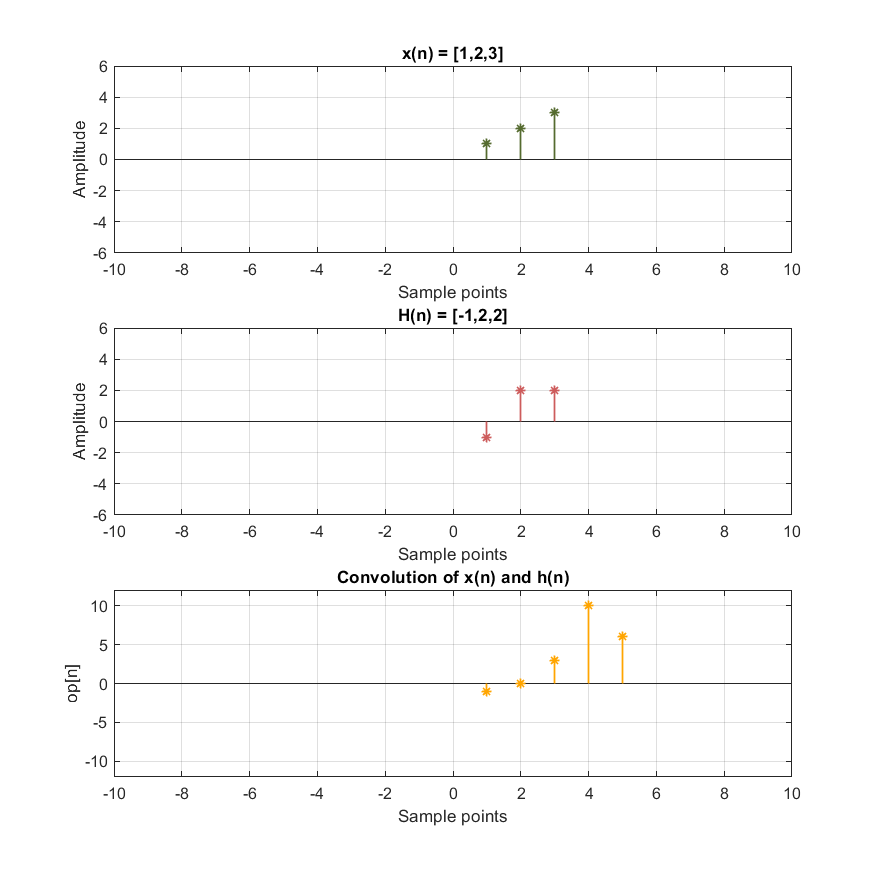 x(n) = [1,2,3]
6
4
2
0
-2
-4
-6
Amplitude
-10 -8 -6 -4 -2 0 2 4 6 8 10
Sample points
H(n) = [-1,2,2]
6
4
2
0
-2
-4
-6
Amplitude
-10 -8 -6 -4 -2 0 2 4 6 8 10
Sample points
Convolution of x(n) and h(n)
10
5
0
-5
-10
op[n]
-10 -8 -6 -4 -2 0 2 4 6 8 10
Sample points